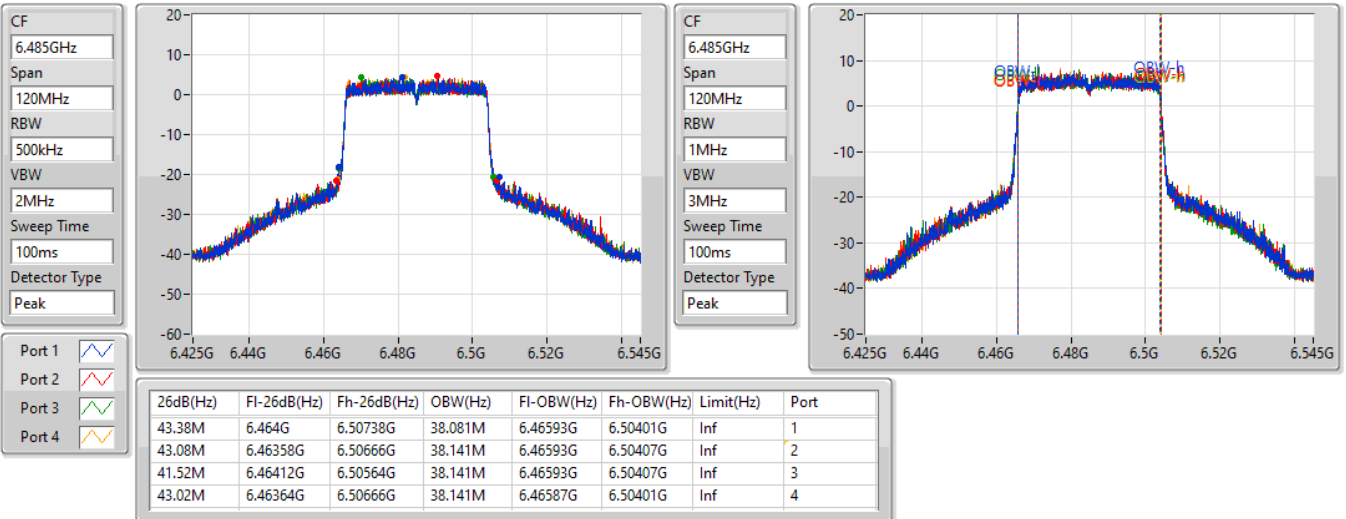 CF
6.485GHz
Span
120MHz
RBW
500kHz
VBW
2MHz
Sweep Time
100ms
Detector Type
Peak
20
10
0
-10
-20
-30
-40
-50
-60
6.425G 6.44G 6.46G 6.48G 6.5G 6.52G 6.545G
CF
6.485GHz
Span
120MHz
RBW
1MHz
VBW
3MHz
Sweep Time
100ms
Detector Type
Peak
20
10
0
-10
-20
-30
-40
-50
OBW-l OBW-h
6.425G 6.44G 6.46G 6.48G 6.5G 6.52G 6.545G
Port 1
Port 2
Port 3
Port 4
26dB(Hz) Fl-26dB(Hz) Fh-26dB(Hz) OBW(Hz) Fl-OBW(Hz) Fh-OBW(Hz) Limit(Hz) Port
43.38M 6.464G 6.50738G 38.081M 6.46593G 6.50401G Inf 1
43.08M 6.46358G 6.50666G 38.141M 6.46593G 6.50407G Inf 2
41.52M 6.46412G 6.50564G 38.141M 6.46593G 6.50407G Inf 3
43.02M 6.46364G 6.50666G 38.141M 6.46587G 6.50401G Inf 4